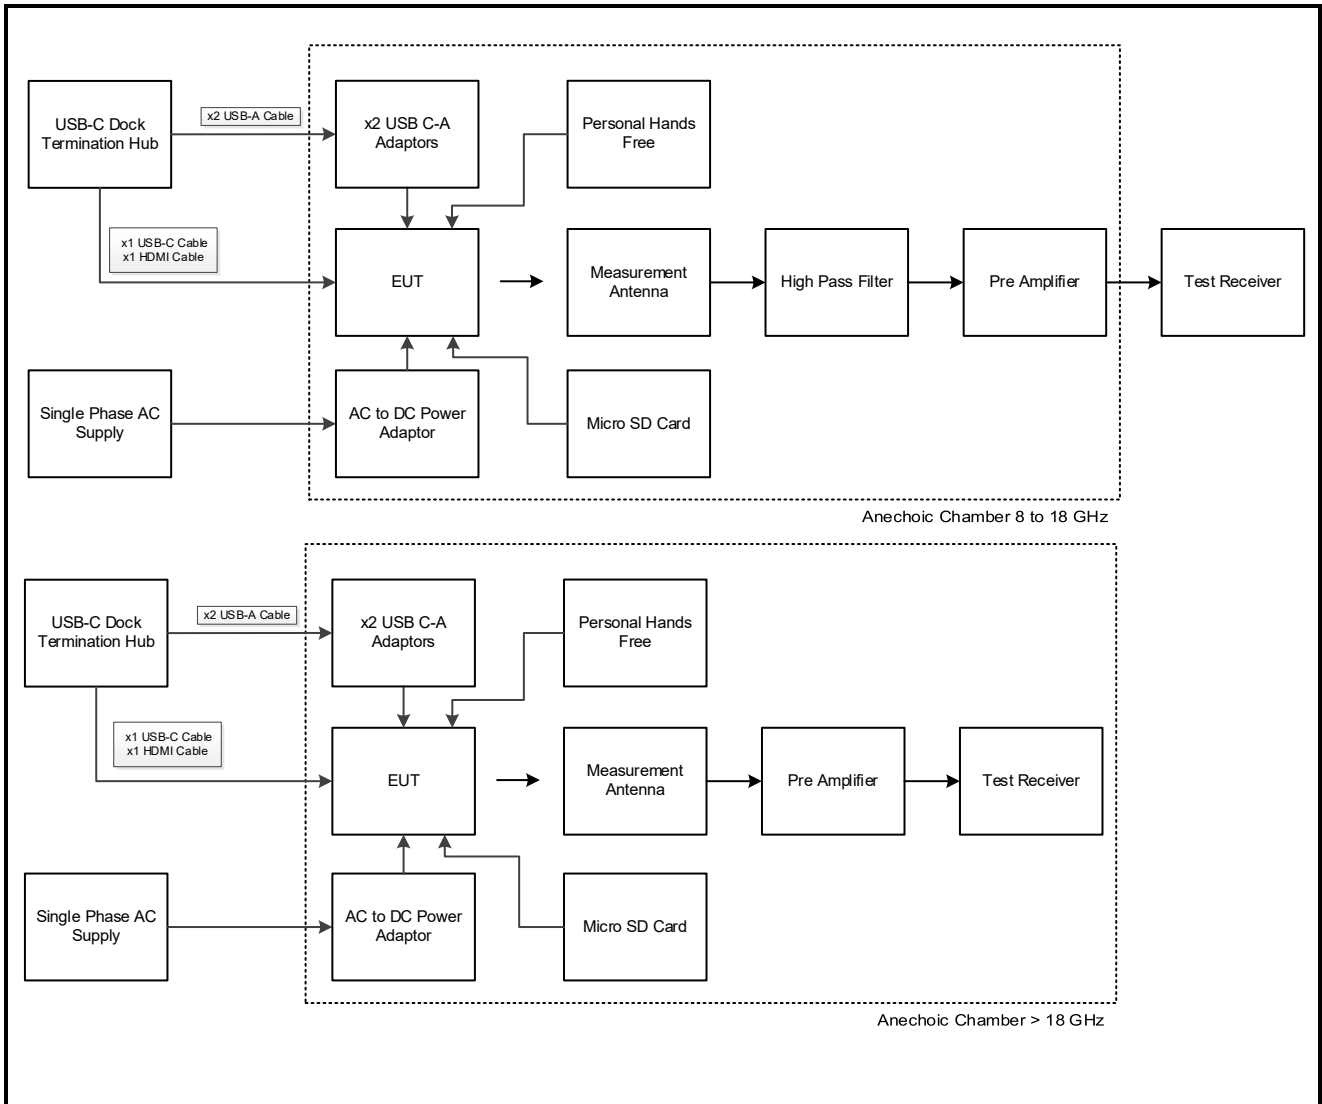 USB-C Dock
Termination Hub
x2 USB-A Cable
x2 USB C-A
Adaptors
Personal Hands
Free
x1 USB-C Cable
x1 HDMI Cable
EUT
Measurement
Antenna
High Pass Filter
Pre Amplifier
Test Receiver
Single Phase AC
Supply
AC to DC Power
Adaptor
Micro SD Card
Anechoic Chamber 8 to 18 GHz
USB-C Dock
Termination Hub
x2 USB-A Cable
x2 USB C-A
Adaptors
Personal Hands
Free
x1 USB-C Cable
x1 HDMI Cable
EUT
Measurement
Antenna
Pre Amplifier
Test Receiver
Single Phase AC
Supply
AC to DC Power
Adaptor
Micro SD Card
Anechoic Chamber > 18 GHz